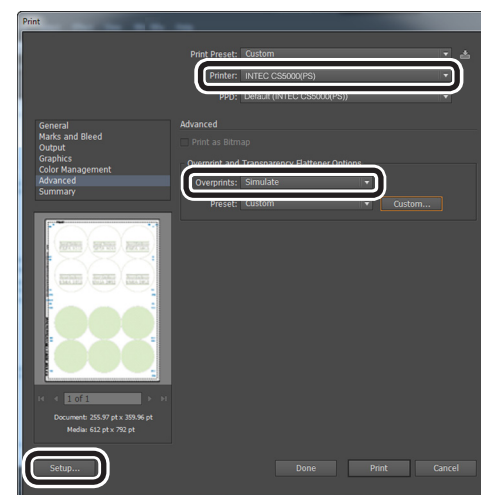 Print
Print Preset: Custom
Printer: INTEC CS5000(PS)
PPD: Default (INTEC CS5000(PS))
General
Marks and Bleed
Output
Graphics
Color Management
Advanced
Summary
Advanced
Print as Bitmap
Overprint and Transparency Flattener Options
Overprints: Simulate
Preset: Custom
Custom...
1 of 1
Document: 255.97 pt x 359.96 pt
Media: 612 pt x 792 pt
Setup...
Done
Print
Cancel